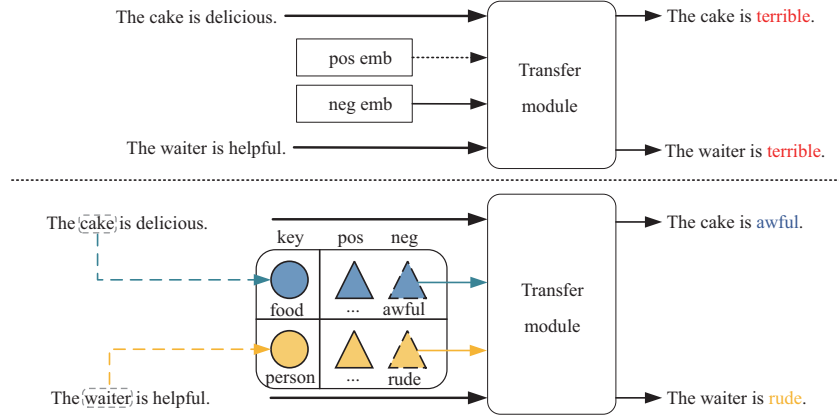 The cake is delicious.
The cake is terrible.
pos emb
Transfer
module
neg emb
The waiter is helpful.
The waiter is terrible.
The cake is delicious.
The cake is awful.
key pos neg
food ... awful
Transfer
module
person ... rude
The waiter is helpful.
The waiter is rude.